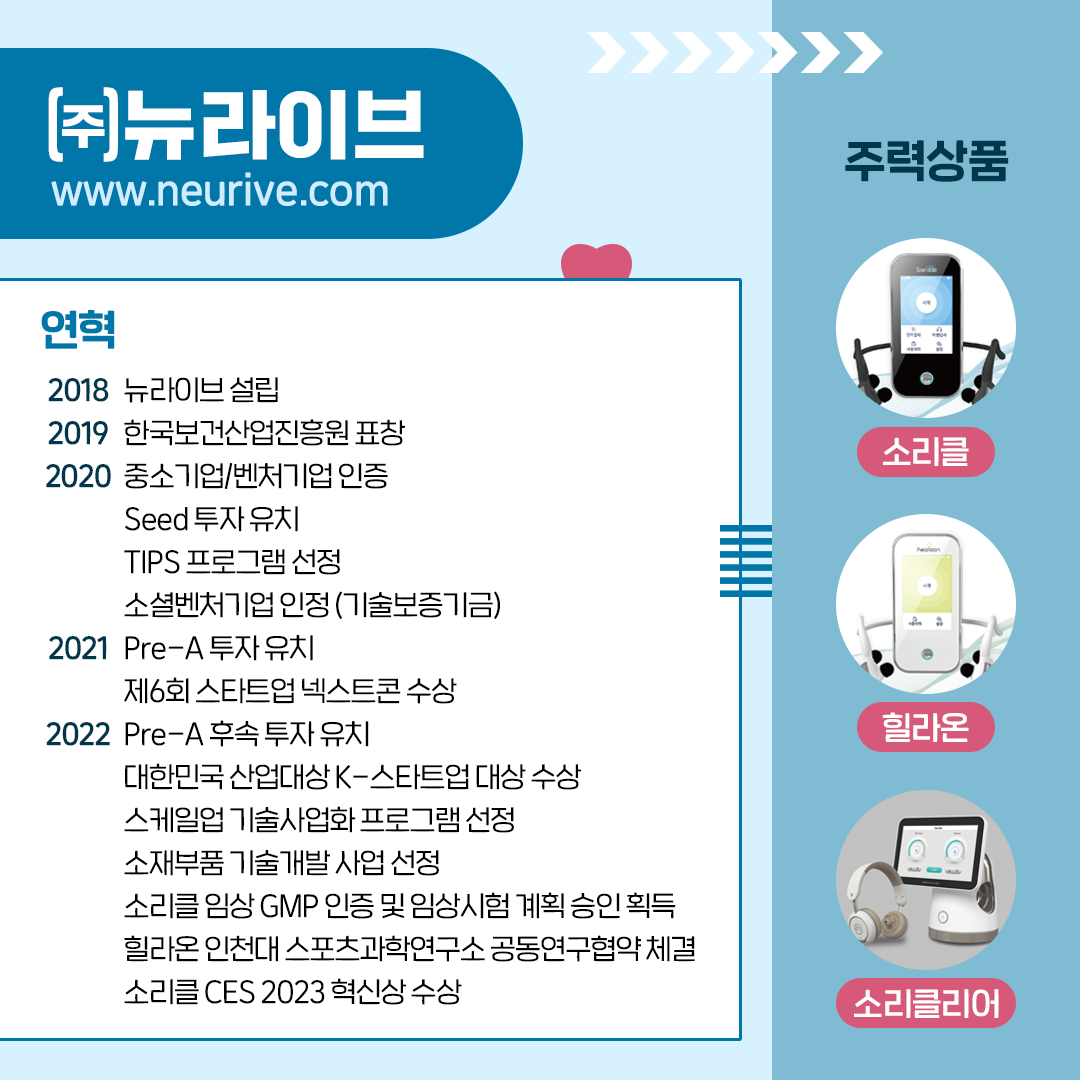 (주)뉴라이브
www.neurive.com
연혁
2018 뉴라이브 설립
2019 한국보건산업진흥원 표창
2020 중소기업/벤처기업 인증
Seed 투자 유치
TIPS 프로그램 선정
소셜벤처기업 인정 (기술보증기금)
2021 Pre-A 투자 유치
제6회 스타트업 넥스트콘 수상
2022 Pre-A 후속 투자 유치
대한민국 산업대상 K-스타트업 대상 수상
스케일업 기술사업화 프로그램 선정
소재부품 기술개발 사업 선정
소리클 임상 GMP 인증 및 임상시험 계획 승인 획득
힐라온 인천대 스포츠과학연구소 공동연구협약 체결
소리클 CES 2023 혁신상 수상
주력상품
시작
소리클
healaon
시작
힐라온
소리클리어